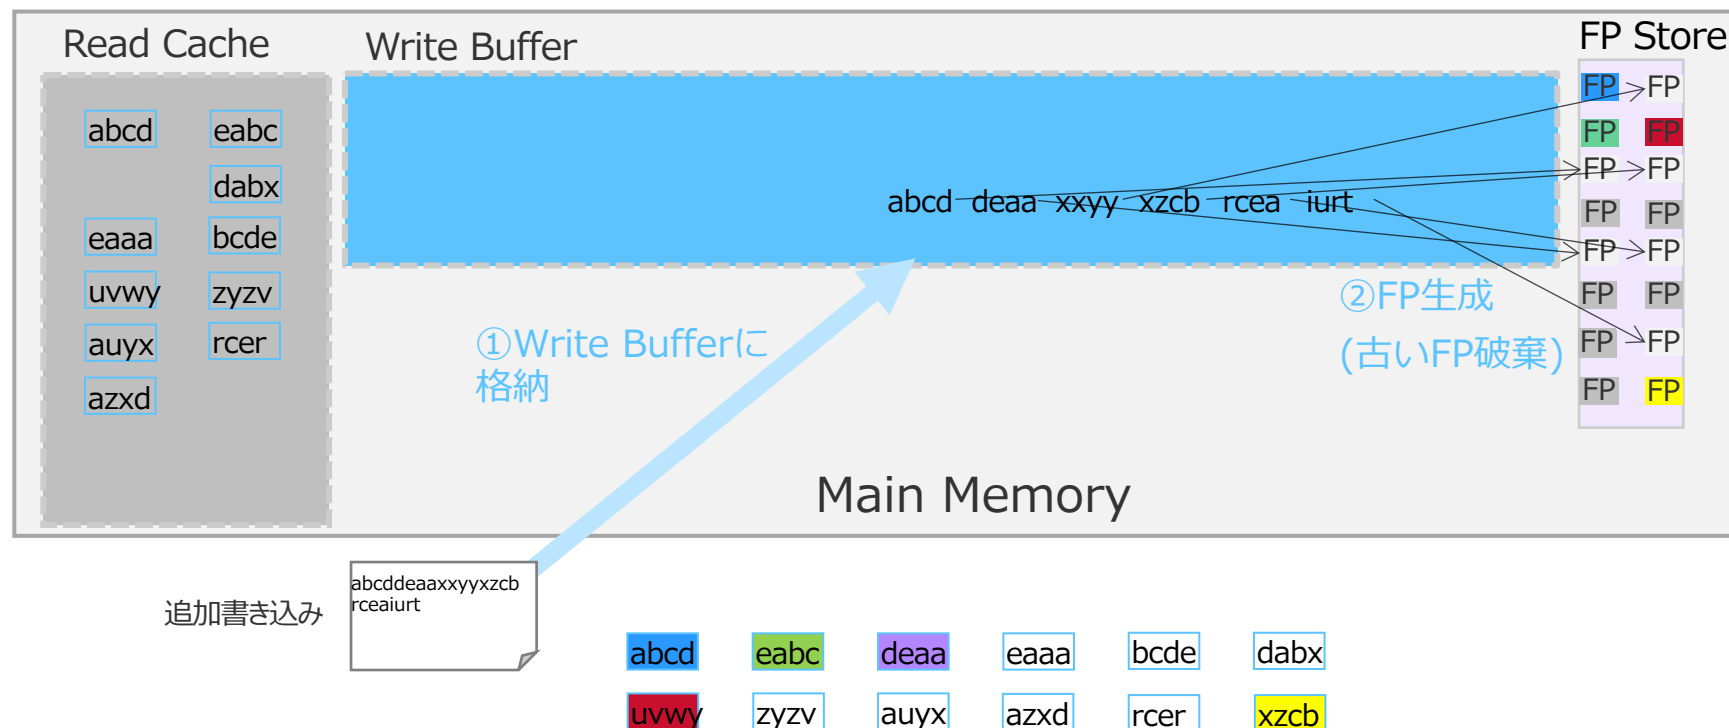 Read Cache
Write Buffer
FP Store
abcd eabc
dabx
eaaa bcde
uvwy zyzv
auyx rcer
azxd
abcd deaa xxyy xzcb rcea iurt
FP FP
FP FP
FP FP
FP FP
FP FP
FP FP
FP FP
FP FP
①Write Bufferに
格納
②FP生成
(古いFP破棄)
Main Memory
追加書き込み
abcddeaaxxyyxzcb
rceaiurt
abcd eabc deaa eaaa bcde dabx
uvwy zyzv auyx azxd rcer xzcb